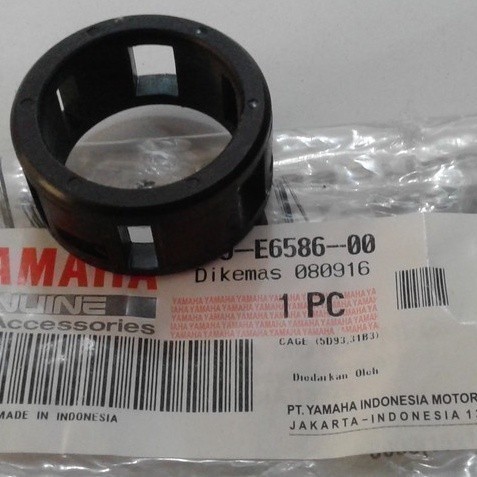 YAMAHA
-E6586-00
Dikemas 080916
GENUINE
Accessories
1 PC
CAGE (5D93,31B3)
Diedarkan Oleh
MADE IN INDONESIA
PT. YAMAHA INDONESIA MOTOR
JAKARTA-INDONESIA